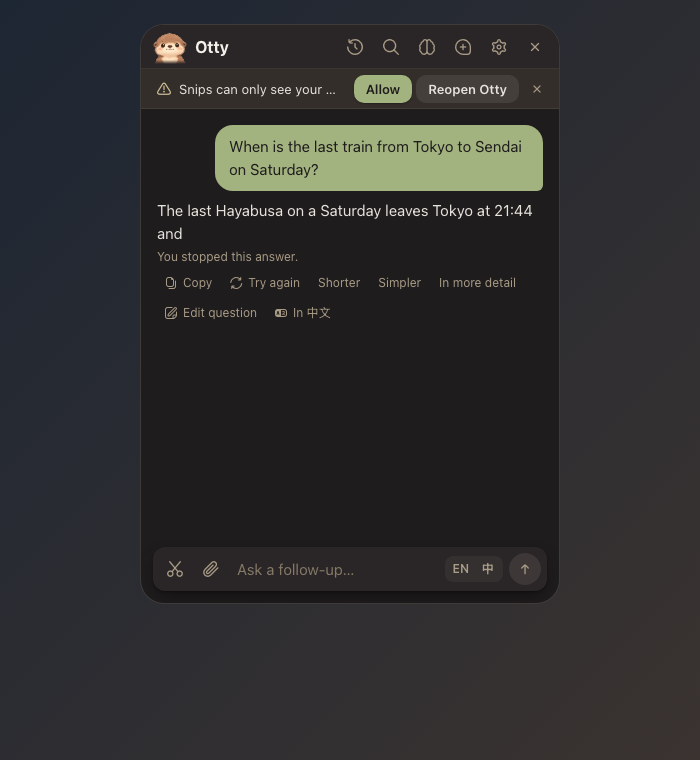 Otty
Snips can only see your ...
Allow
Reopen Otty
When is the last train from Tokyo to Sendai
on Saturday?
The last Hayabusa on a Saturday leaves Tokyo at 21:44
and
You stopped this answer.
Copy
Try again
Shorter
Simpler
In more detail
Edit question
In 中文
Ask a follow-up...
EN 中